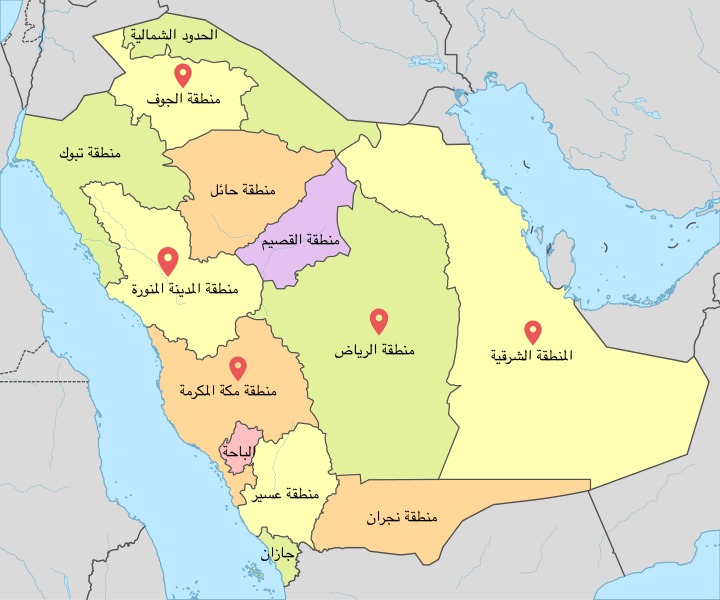 الحدود الشمالية
منطقة الجوف
منطقة تبوك
منطقة حائل
منطقة القصيم
منطقة المدينة المنورة
منطقة الرياض
المنطقة الشرقية
منطقة مكة المكرمة
الباحة
منطقة عسير
منطقة نجران
جازان